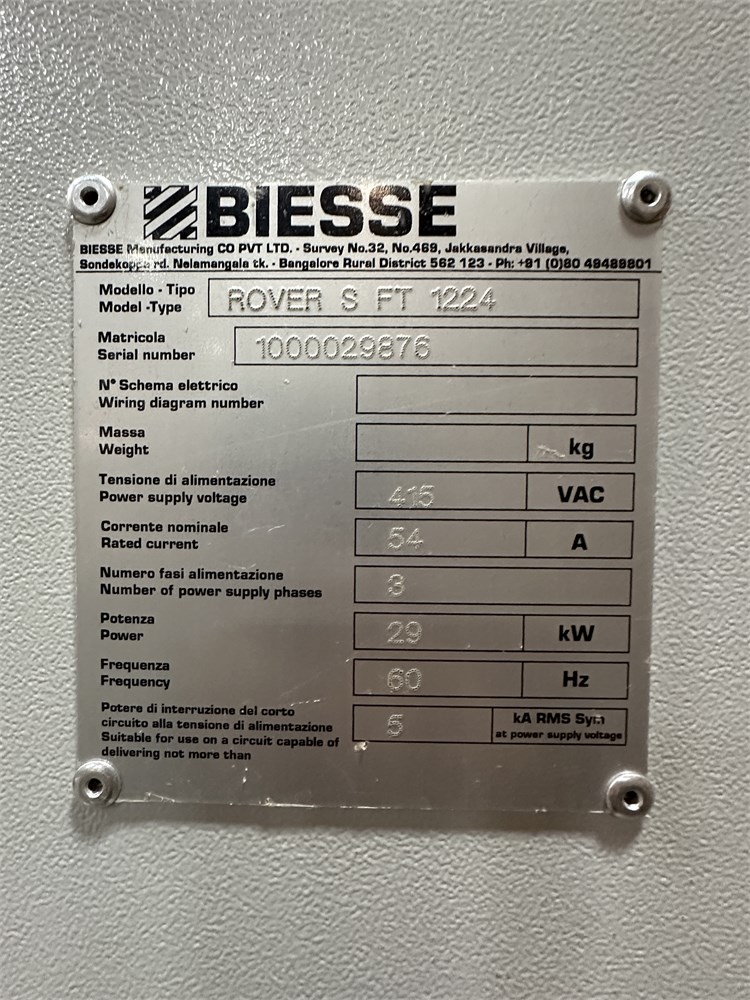 BIESSE
BIESSE Manufacturing CO PVT LTD. - Survey No.32, No.469, Jakkasandra Village,
Sondekoppa rd. Nelamangala tk. - Bangalore Rural District 562 123 - Ph: +91 (0)80 49489801
Modello - Tipo
Model -Type
ROVER S FT 1224
Matricola
Serial number
1000029876
N° Schema elettrico
Wiring diagram number
Massa
Weight
kg
Tensione di alimentazione
Power supply voltage
415
VAC
Corrente nominale
Rated current
54
A
Numero fasi alimentazione
Number of power supply phases
3
Potenza
Power
29
kW
Frequenza
Frequency
60
Hz
Potere di interruzione del corto
circuito alla tensione di alimentazione
Suitable for use on a circuit capable of
delivering not more than
5
kA RMS Sym
at power supply voltage